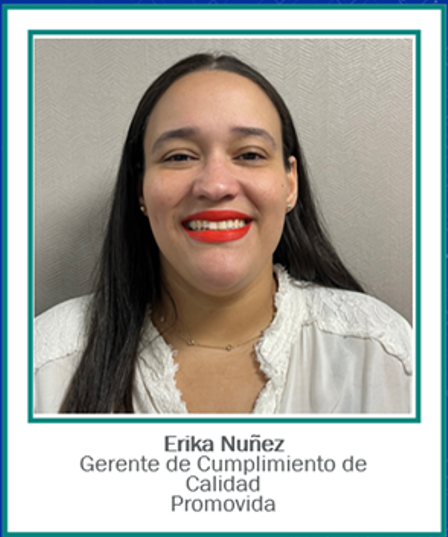 Erika Nuñez
Gerente de Cumplimiento de
Calidad
Promovida